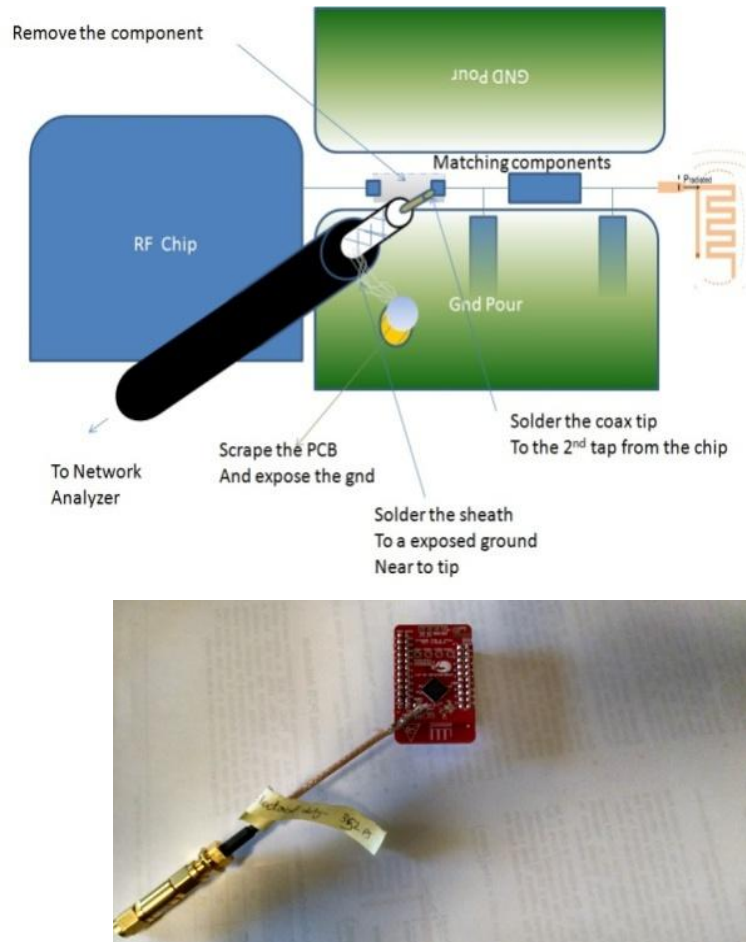 Remove the component
GND Pour
Matching components
Pradiated
RF Chip
Gnd Pour
Solder the coax tip
To the 2nd tap from the chip
Scrape the PCB
And expose the gnd
To Network
Analyzer
Solder the sheath
To a exposed ground
Near to tip